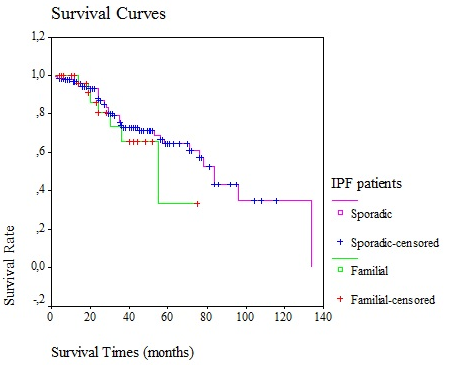 Survival Curves
1,2
1,0
,8
,6
,4
,2
0,0
-,2
Survival Rate
0 20 40 60 80 100 120 140
Survival Times (months)
IPF patients
Sporadic
Sporadic-censored
Familial
Familial-censored